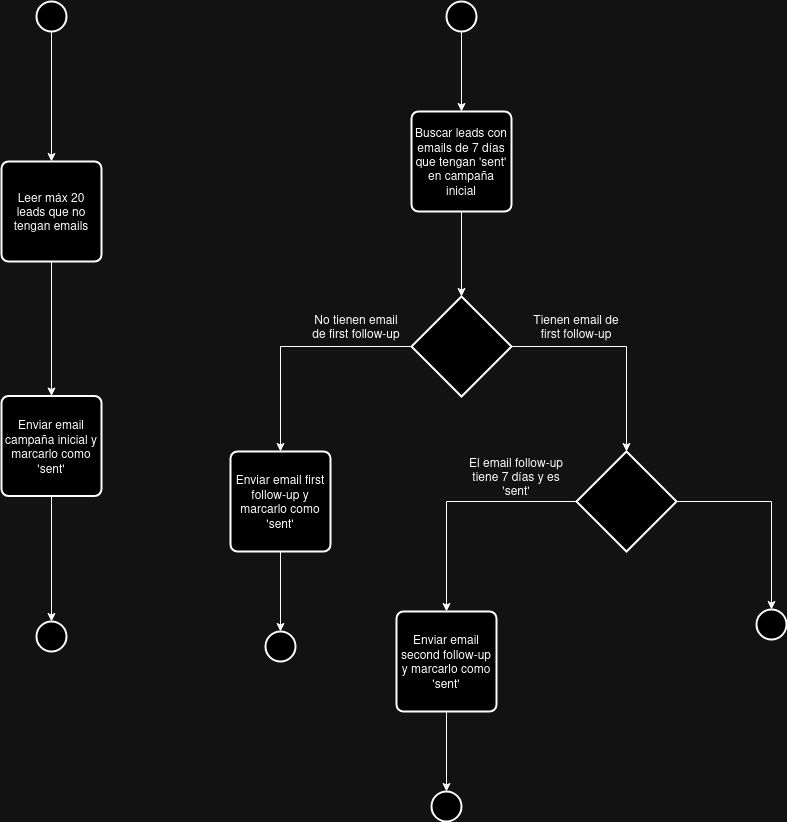 Buscar leads con
emails de 7 días
que tengan 'sent'
en campaña
inicial
Leer máx 20
leads que no
tengan emails
No tienen email
de first follow-up
Tienen email de
first follow-up
Enviar email
campaña inicial y
marcarlo como
'sent'
El email follow-up
tiene 7 días y es
'sent'
Enviar email first
follow-up y
marcarlo como
'sent'
Enviar email
second follow-up
y marcarlo como
'sent'